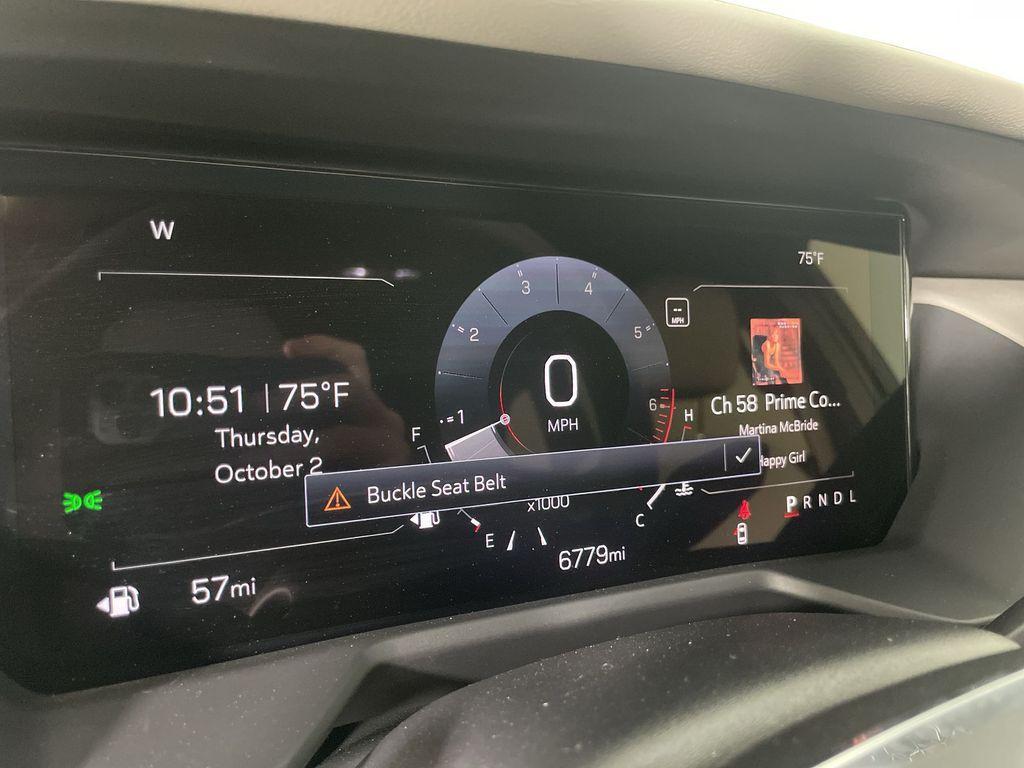 W
75°F
3
4
2
5
-- MPH
10:51 | 75°F
Thursday,
October 2
1
0
MPH
6
H
F
Ch 58 Prime Co...
Martina McBride
Happy Girl
Buckle Seat Belt
x1000
C
P R N D L
E
6779mi
57mi